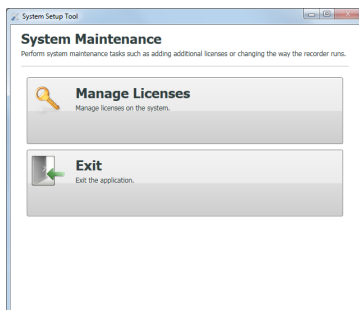 System Setup Tool
System Maintenance
Perform system maintenance tasks such as adding additional licenses or changing the way the recorder runs.
Manage Licenses
Manage licenses on the system.
Exit
Exit the application.